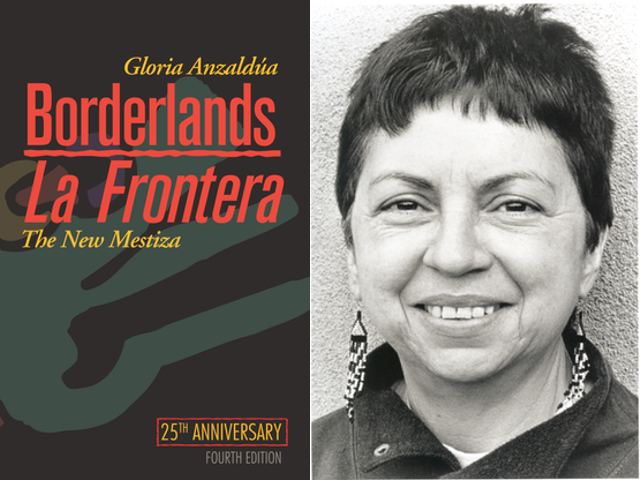 Gloria Anzaldúa
Borderlands
La Frontera
The New Mestiza
25TH ANNIVERSARY
FOURTH EDITION